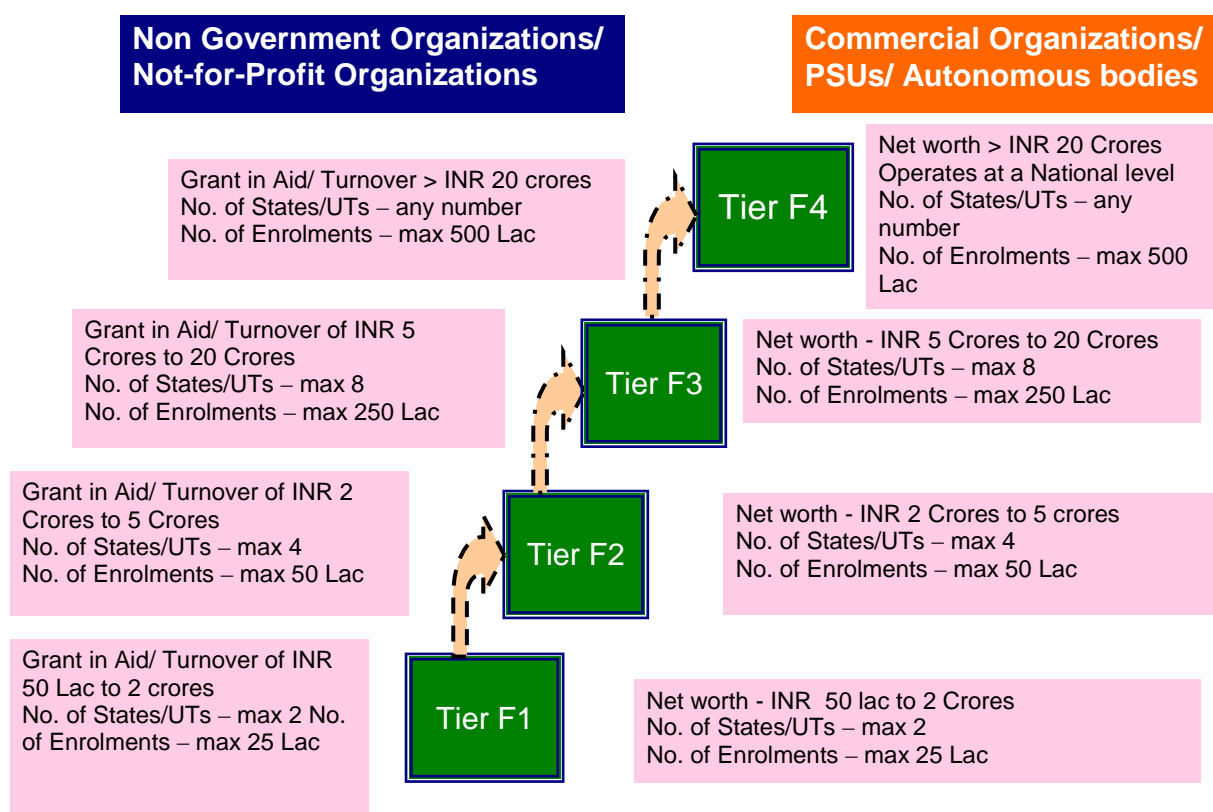 Non Government Organizations/
Not-for-Profit Organizations
Commercial Organizations/
PSUs/ Autonomous bodies
Grant in Aid/ Turnover > INR 20 crores
No. of States/UTs – any number
No. of Enrolments – max 500 Lac
Tier F4
Net worth > INR 20 Crores
Operates at a National level
No. of States/UTs – any
number
No. of Enrolments – max 500
Lac
Grant in Aid/ Turnover of INR 5
Crores to 20 Crores
No. of States/UTs – max 8
No. of Enrolments – max 250 Lac
Tier F3
Net worth - INR 5 Crores to 20 Crores
No. of States/UTs – max 8
No. of Enrolments – max 250 Lac
Grant in Aid/ Turnover of INR 2
Crores to 5 Crores
No. of States/UTs – max 4
No. of Enrolments – max 50 Lac
Tier F2
Net worth - INR 2 Crores to 5 crores
No. of States/UTs – max 4
No. of Enrolments – max 50 Lac
Grant in Aid/ Turnover of INR
50 Lac to 2 crores
No. of States/UTs – max 2 No.
of Enrolments – max 25 Lac
Tier F1
Net worth - INR 50 lac to 2 Crores
No. of States/UTs – max 2
No. of Enrolments – max 25 Lac